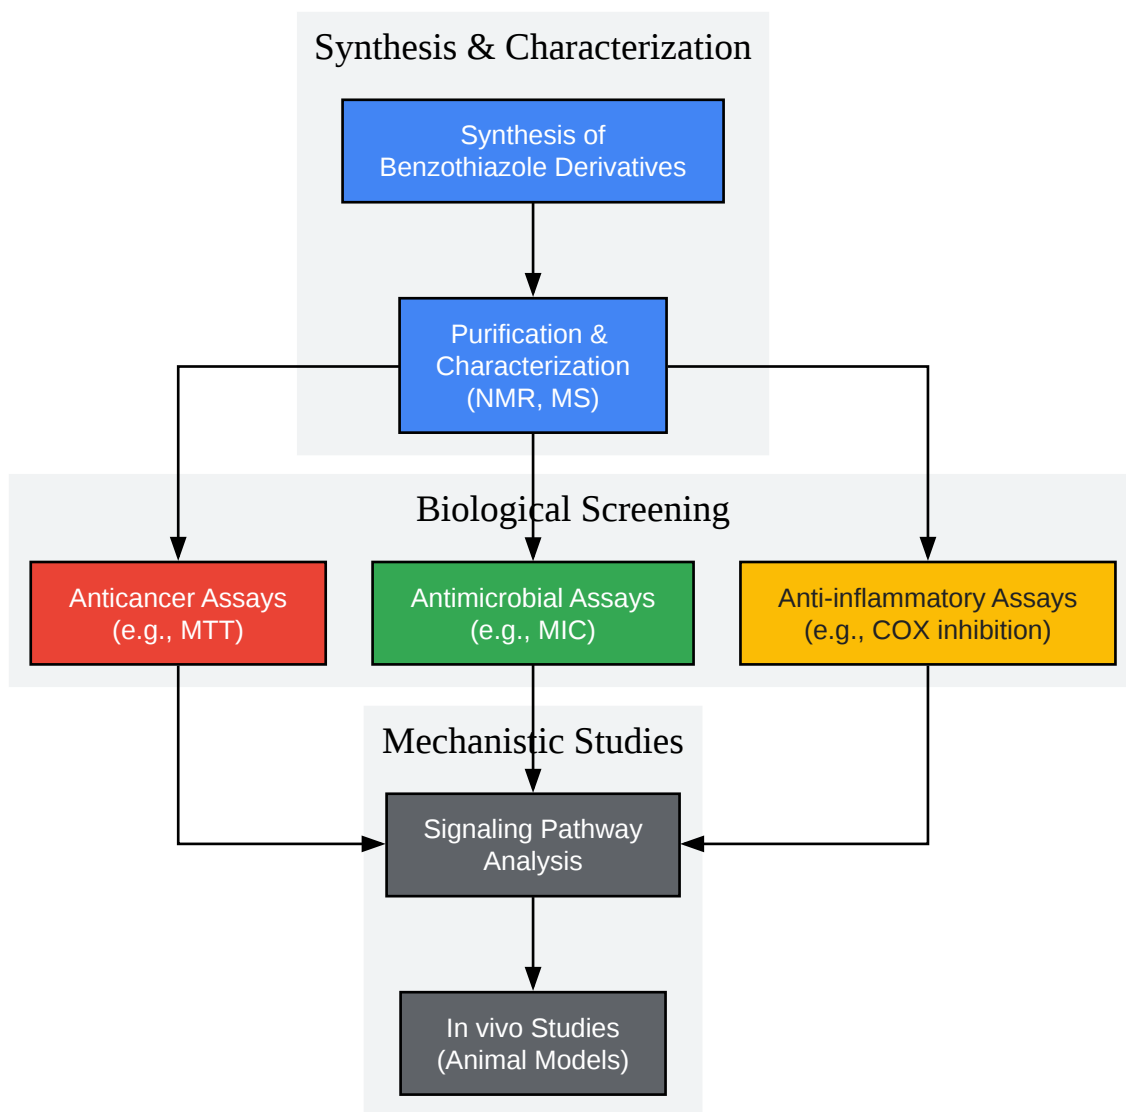 Synthesis & Characterization
Synthesis of
Benzothiazole Derivatives
Purification &
Characterization
(NMR, MS)
Biological Screening
Anticancer Assays
(e.g., MTT)
Antimicrobial Assays
(e.g., MIC)
Anti-inflammatory Assays
(e.g., COX inhibition)
Mechanistic Studies
Signaling Pathway
Analysis
In vivo Studies
(Animal Models)